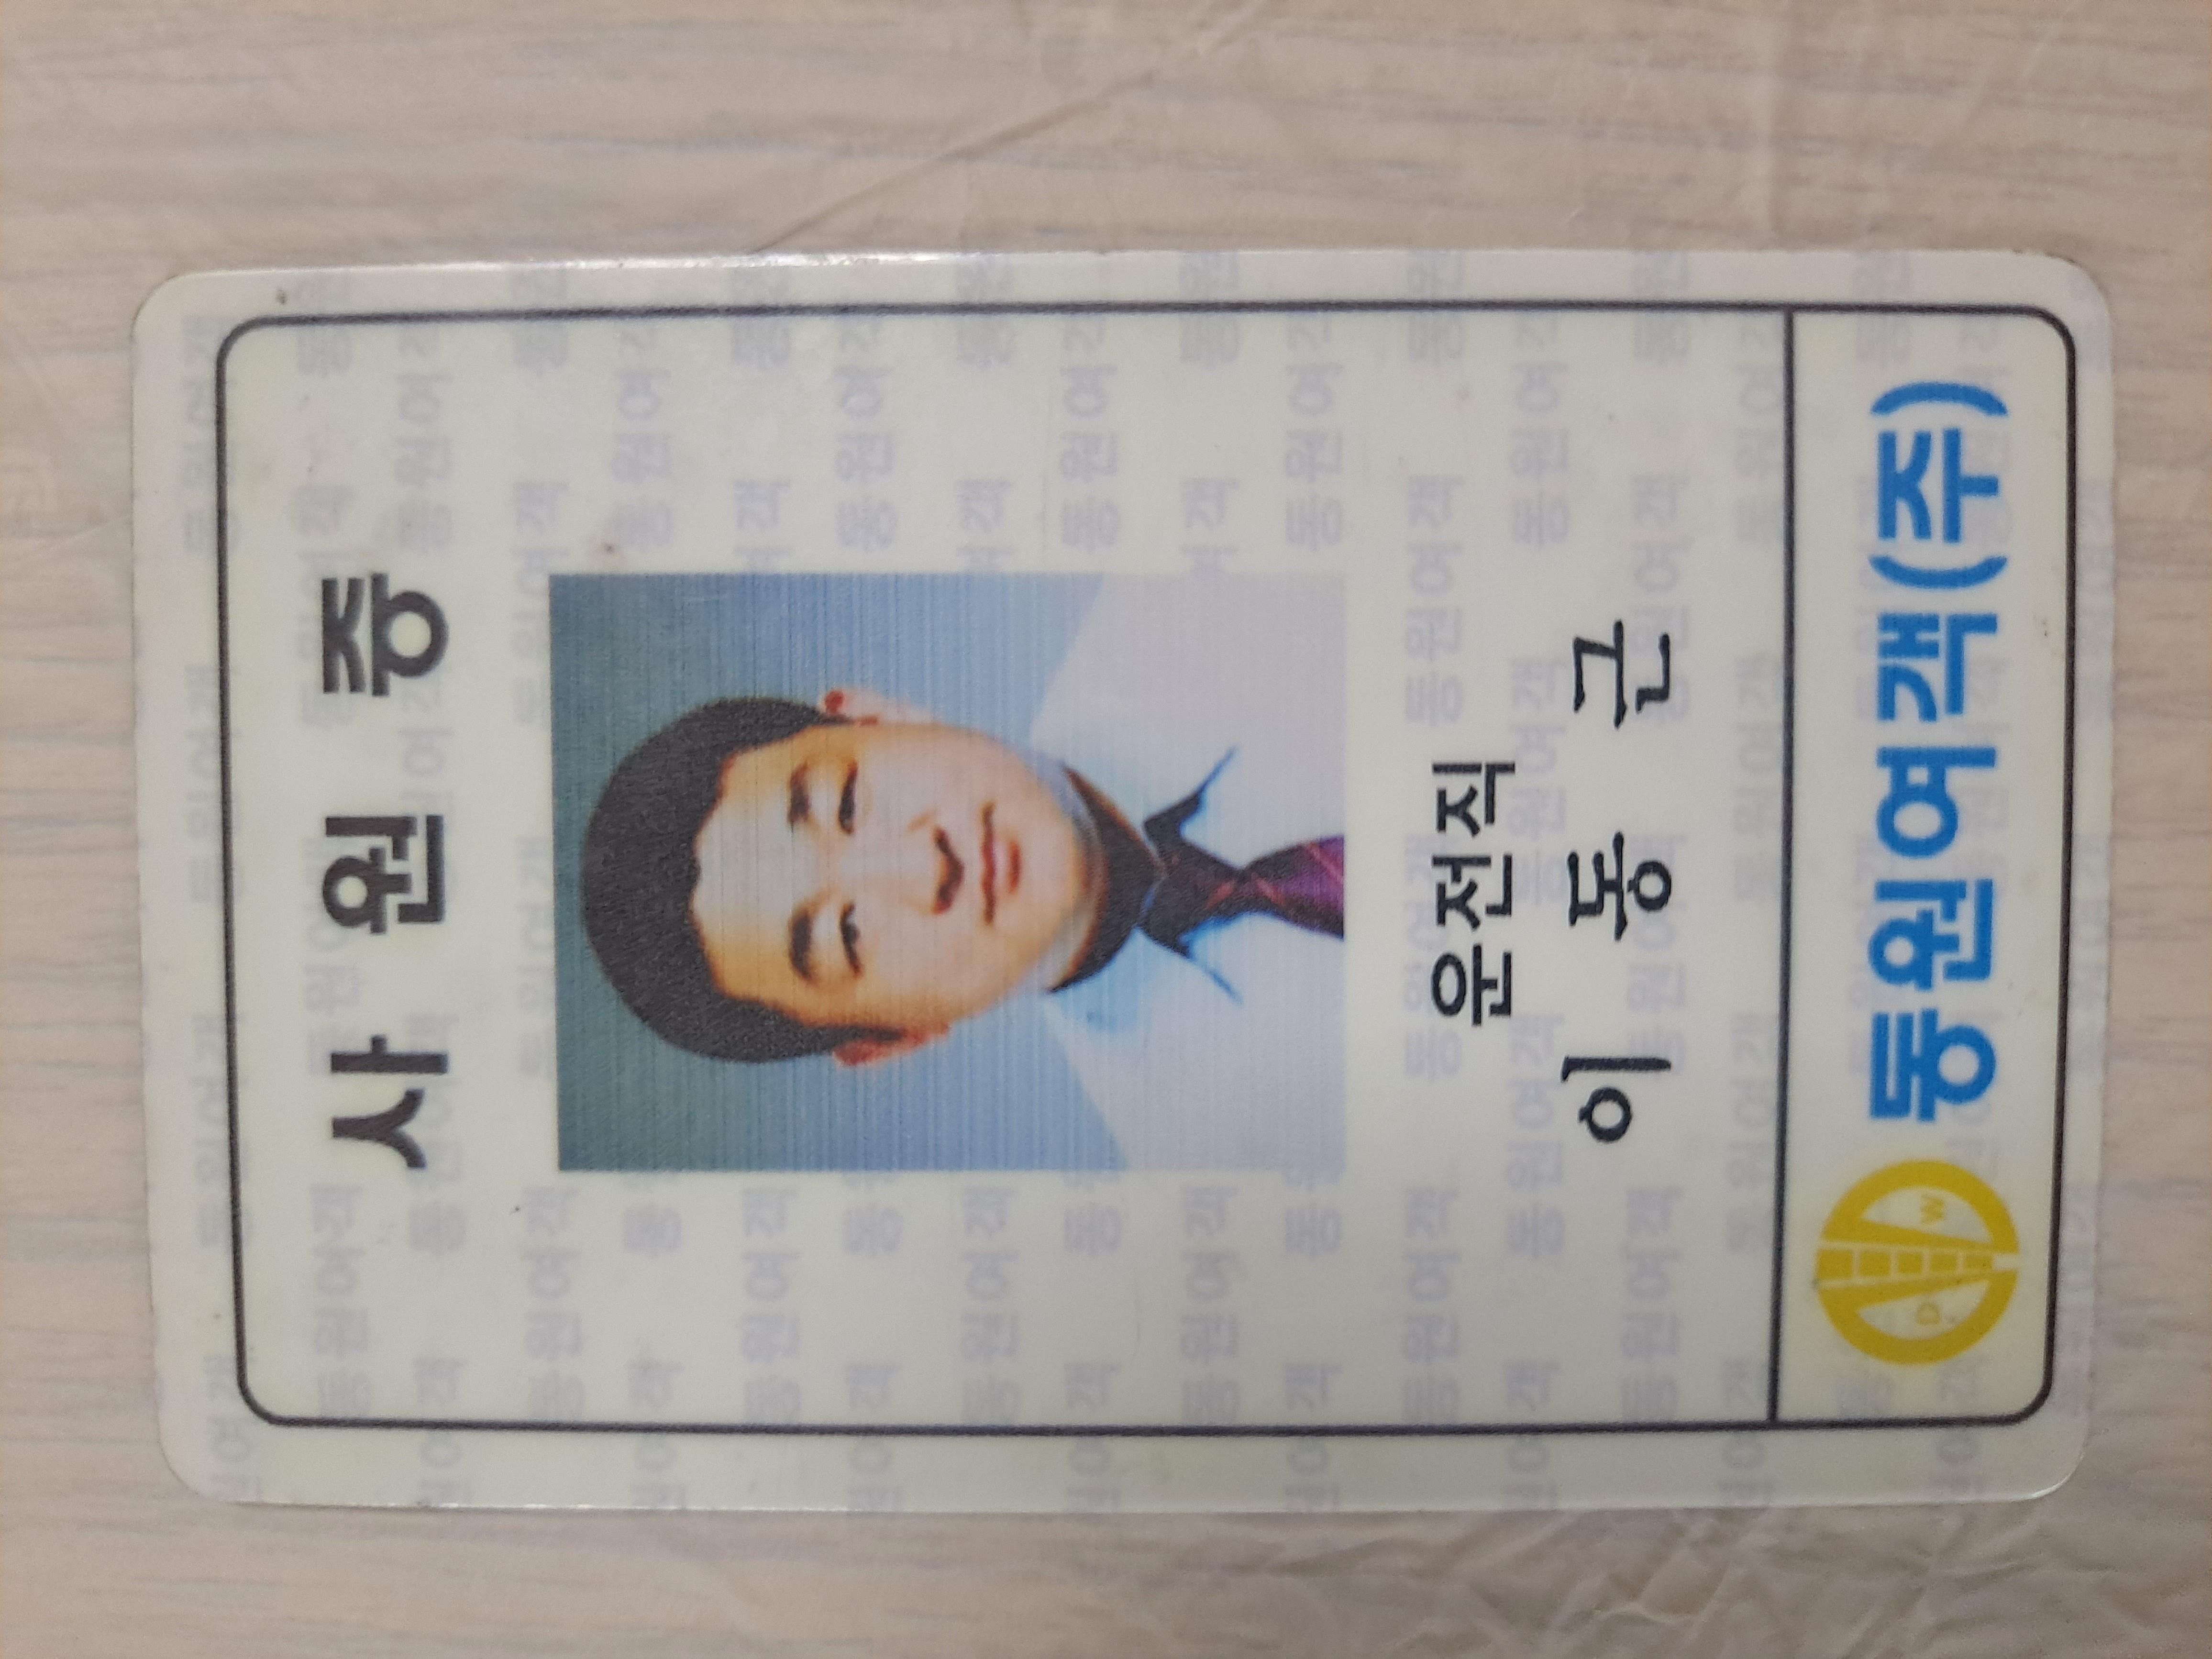 사 원 증
운전직
이 동 근
D W
동원여객(주)